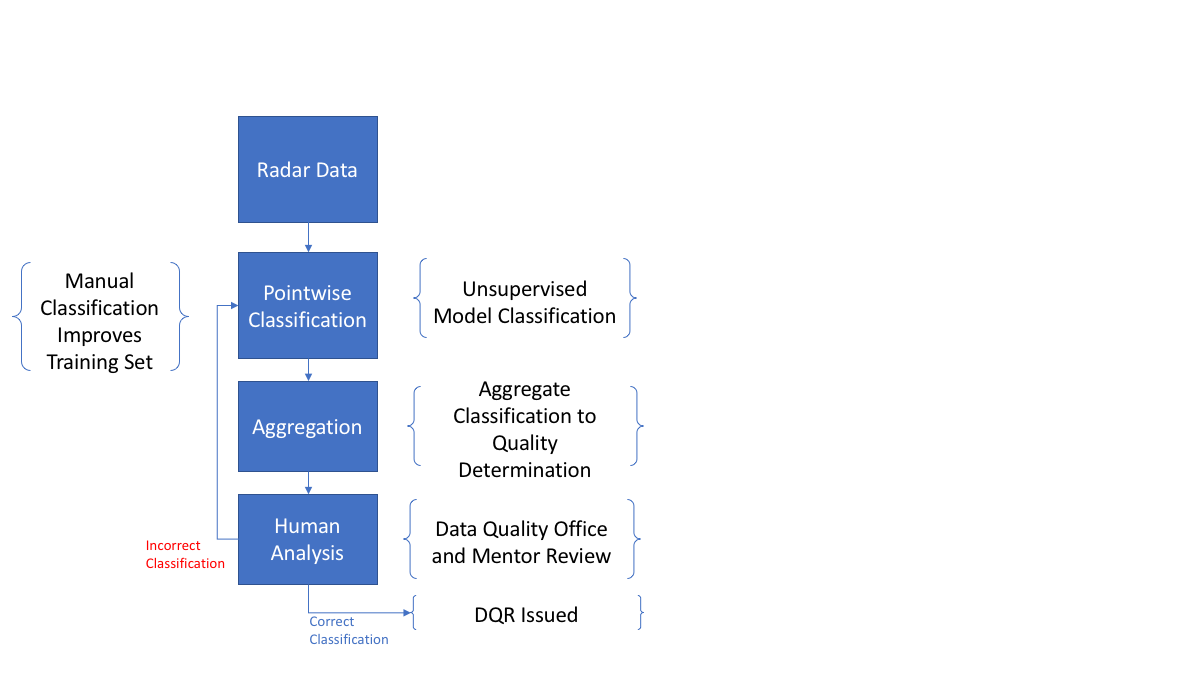 Radar Data
Manual
Classification
Improves
Training Set
Pointwise
Classification
Unsupervised
Model Classification
Aggregation
Aggregate
Classification to
Quality
Determination
Human
Analysis
Data Quality Office
and Mentor Review
Incorrect
Classification
Correct
Classification
DQR Issued